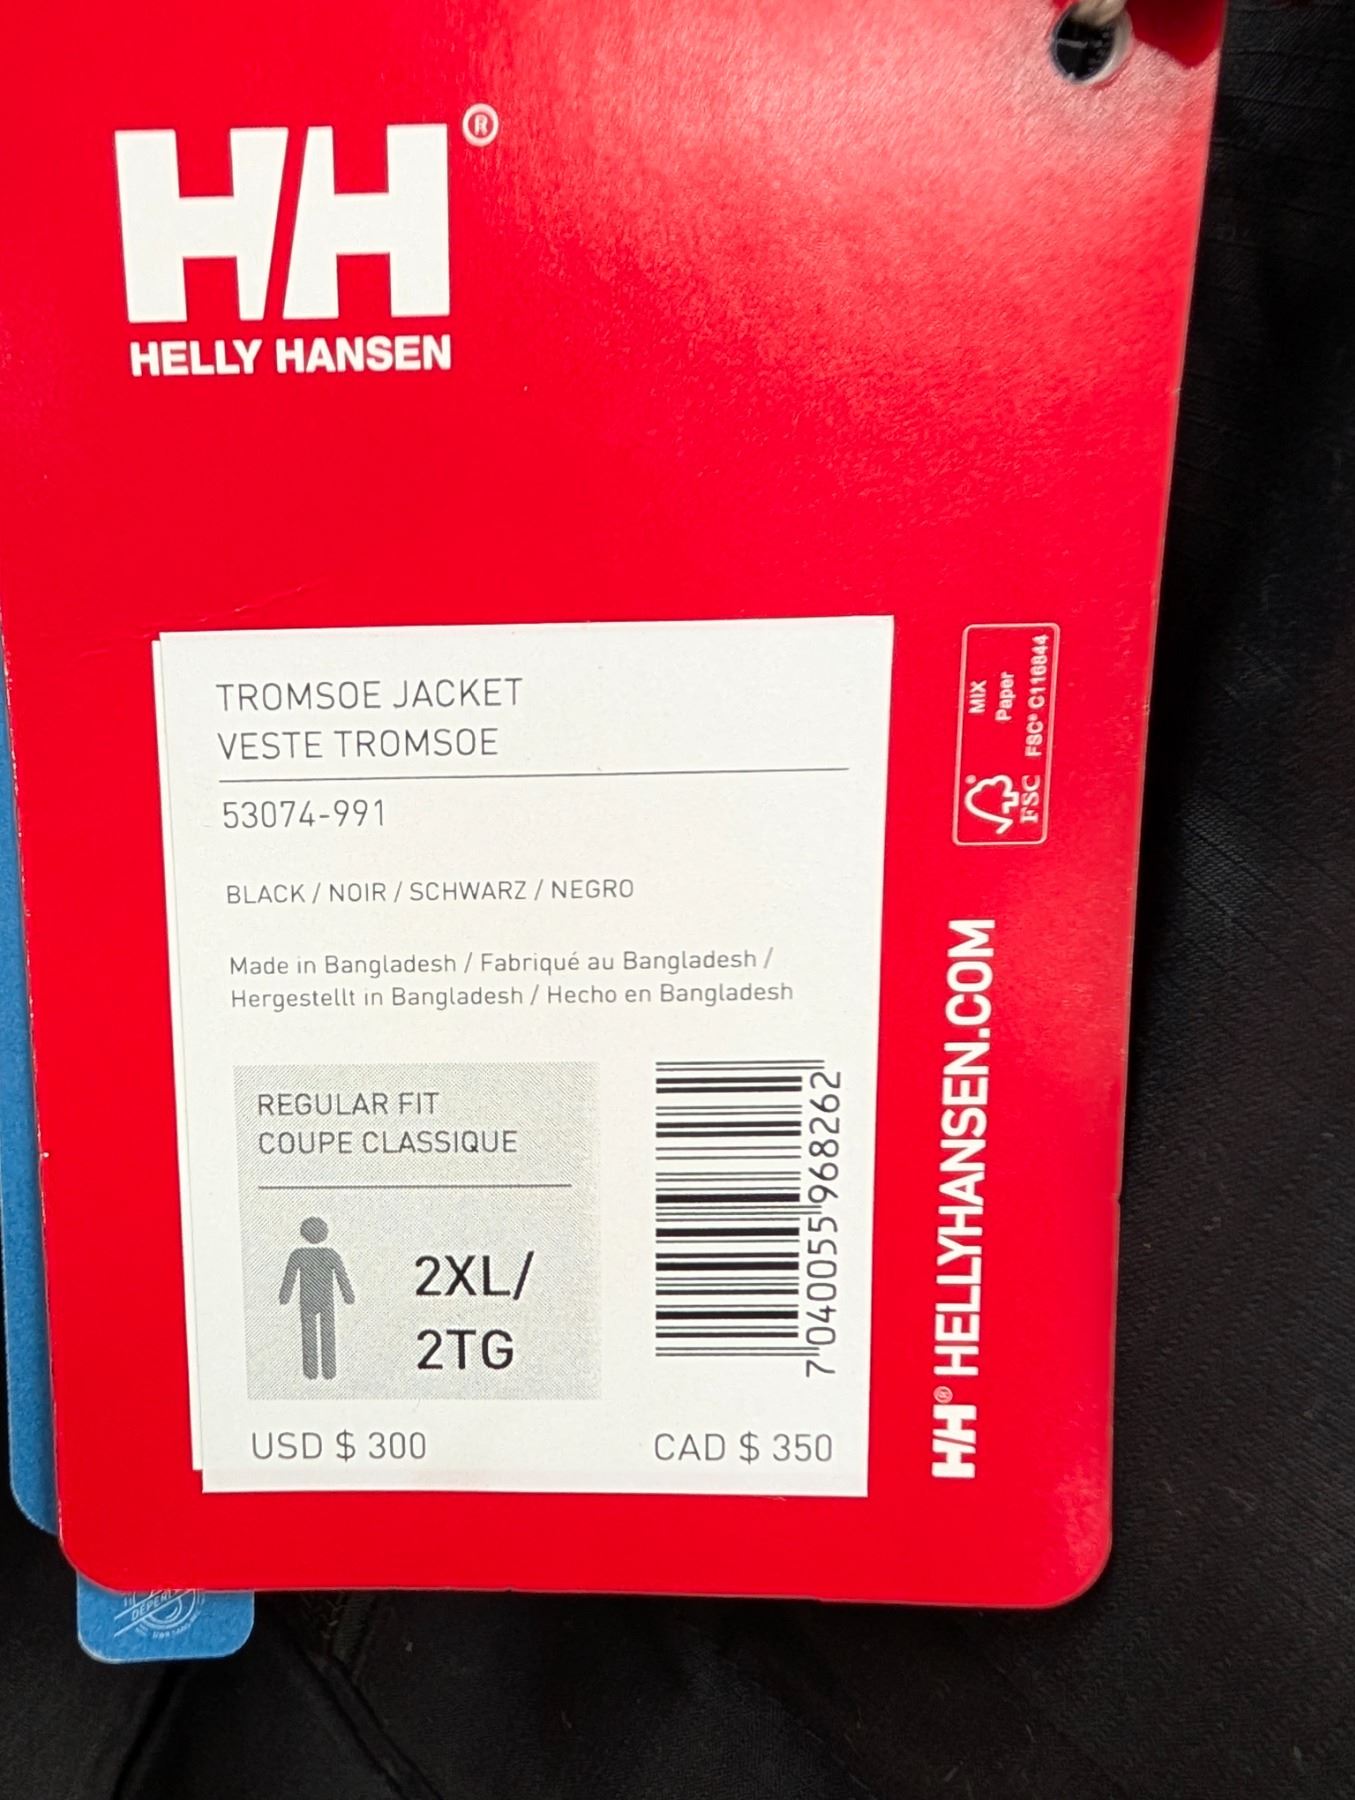 HH®
HELLY HANSEN
TROMSOE JACKET
VESTE TROMSOE
53074-991
BLACK / NOIR / SCHWARZ / NEGRO
Made in Bangladesh / Fabriqué au Bangladesh /
Hergestellt in Bangladesh / Hecho en Bangladesh
REGULAR FIT
COUPE CLASSIQUE
2XL/
2TG
7 040055 968262
USD $ 300
CAD $ 350
MIX
Paper
FSC® C116844
FSC
HH® HELLYHANSEN.COM